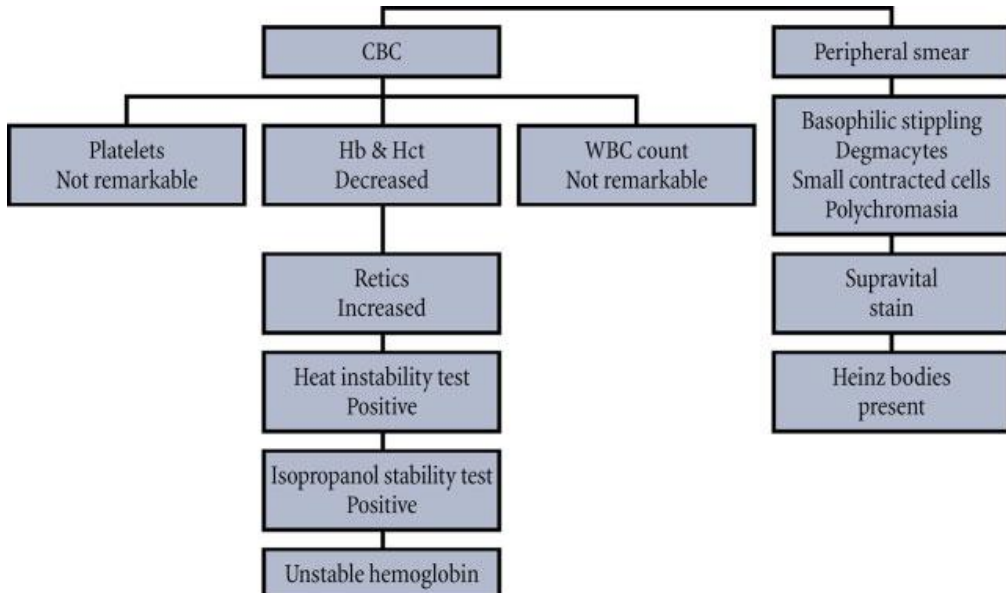 CBC
Peripheral smear
Platelets
Not remarkable
Hb & Hct
Decreased
WBC count
Not remarkable
Basophilic stippling
Degmacytes
Small contracted cells
Polychromasia
Retics
Increased
Supravital
stain
Heat instability test
Positive
Heinz bodies
present
Isopropanol stability test
Positive
Unstable hemoglobin